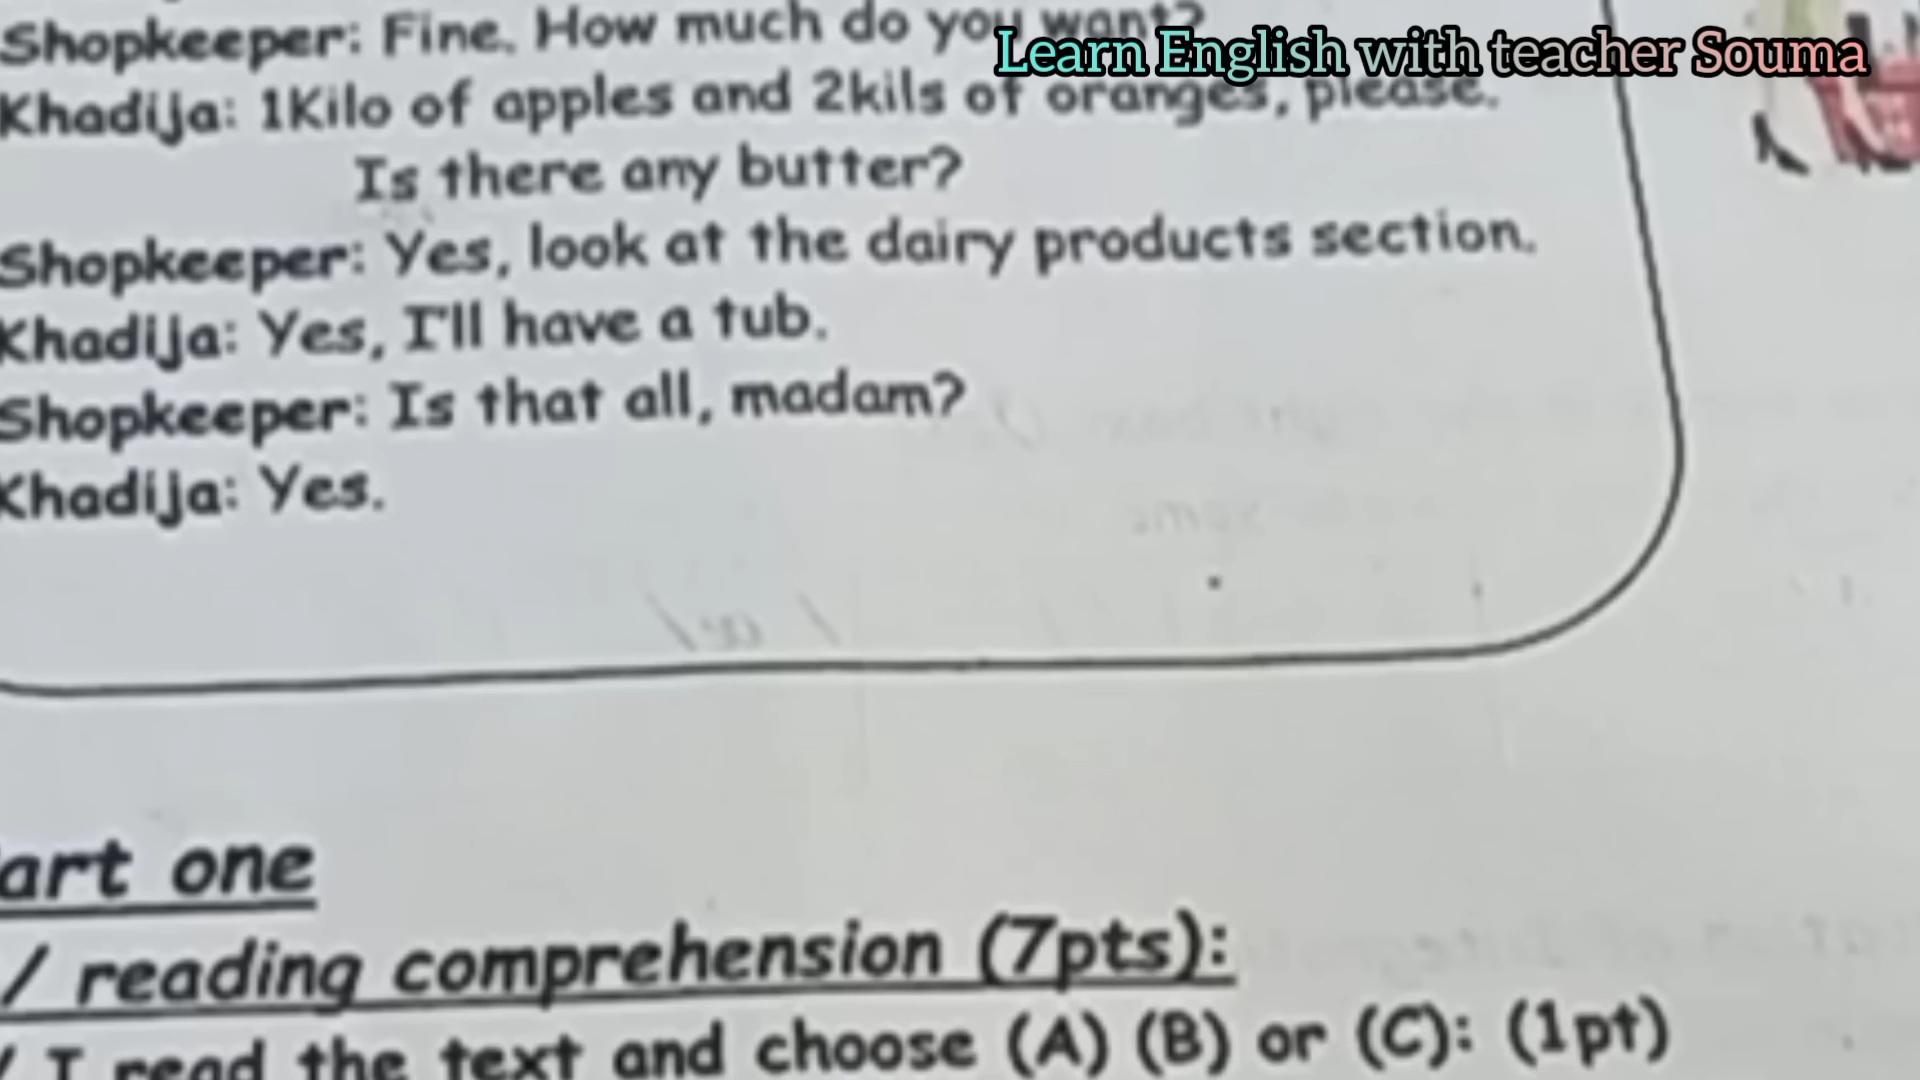 Shopkeeper: Fine. How much do you want?
Learn English with teacher Souma
Khadija: 1Kilo of apples and 2kils of oranges, please.
Is there any butter?
Shopkeeper: Yes, look at the dairy products section.
Khadija: Yes, I'll have a tub.
Shopkeeper: Is that all, madam?
Khadija: Yes.
art one
/ reading comprehension (7pts):
/ I read the text and choose (A) (B) or (C): (1pt)